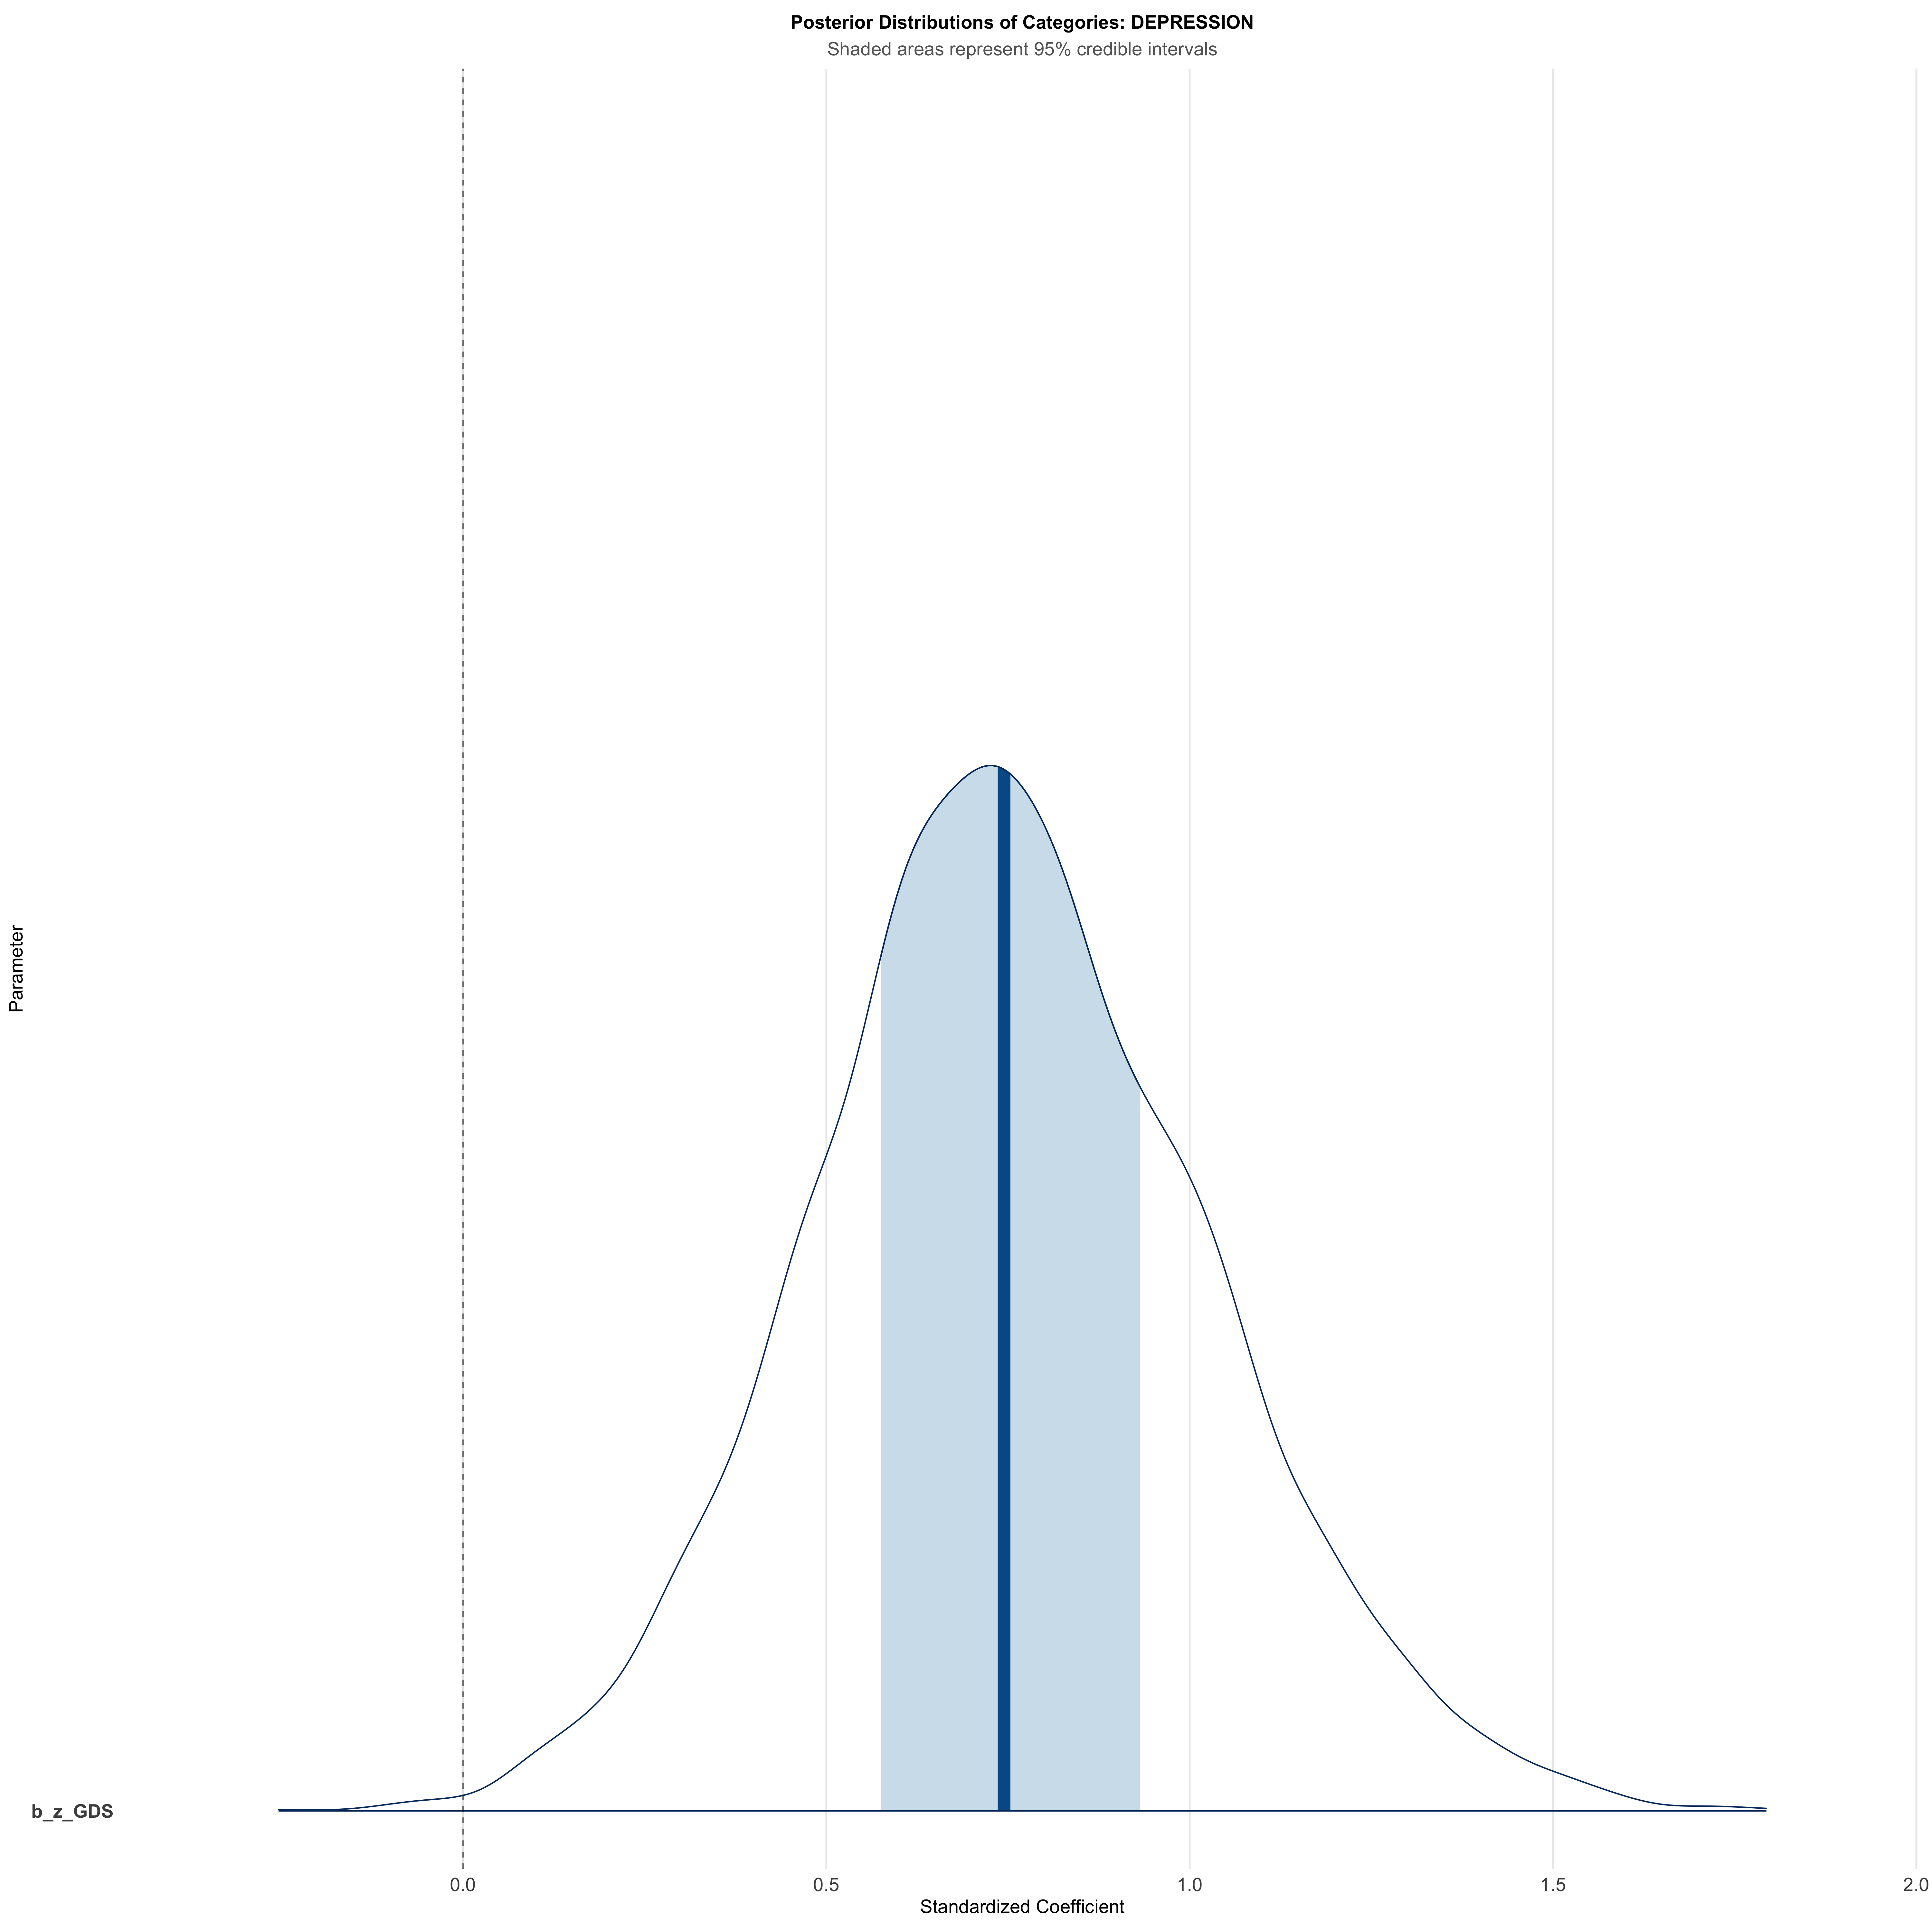 Posterior Distributions of Categories: DEPRESSION
Shaded areas represent 95% credible intervals
Parameter
b_z_GDS
0.0 0.5 1.0 1.5 2.0
Standardized Coefficient